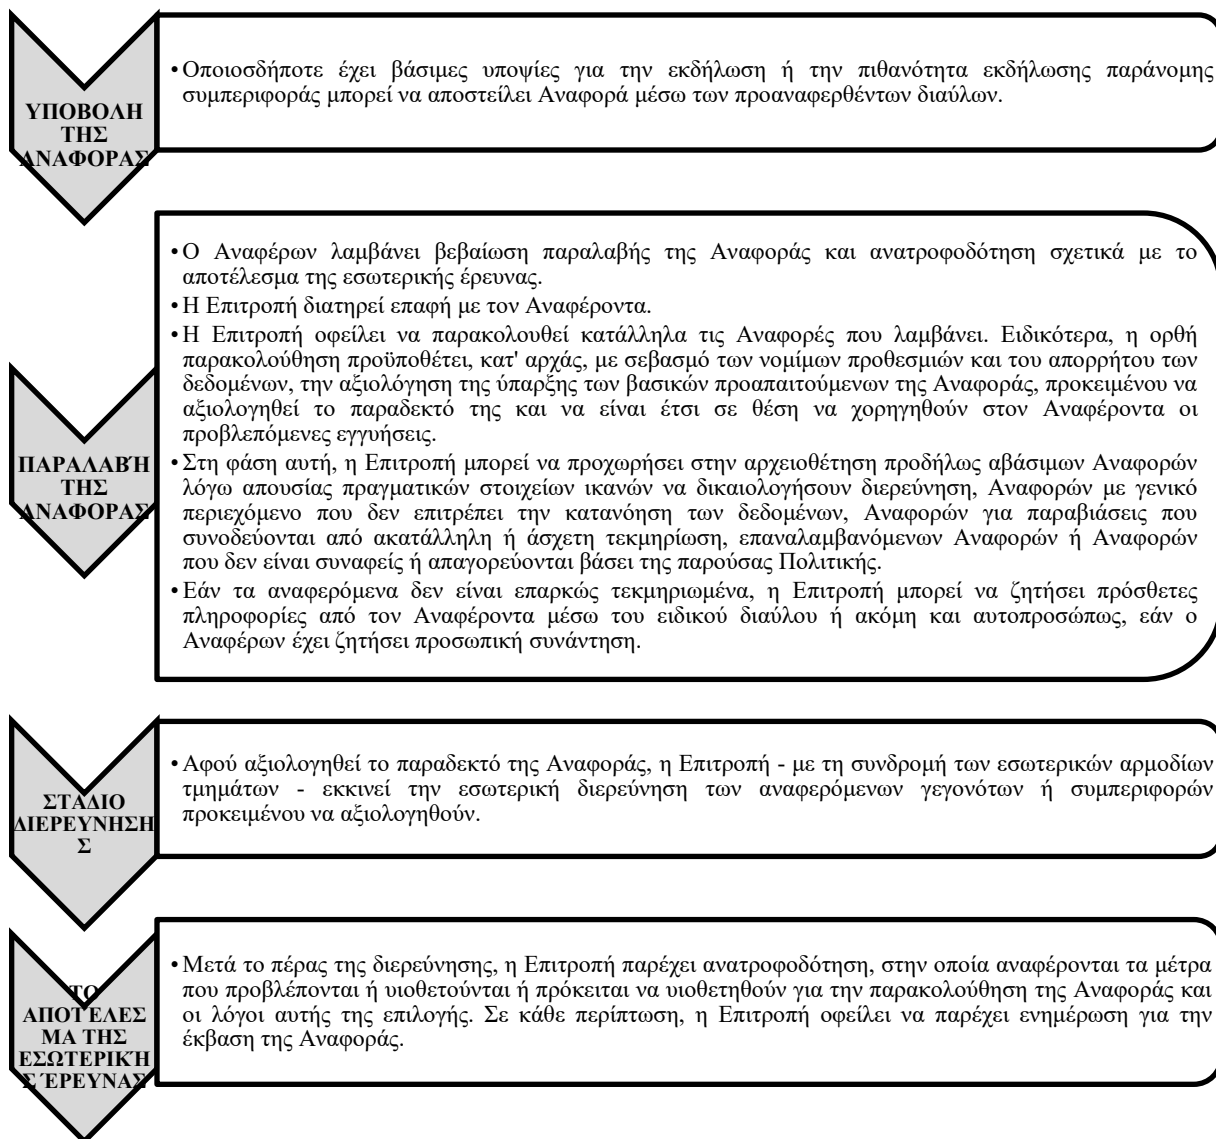 ΥΠΟΒΟΛΗ
ΤΗΣ
ΑΝΑΦΟΡΑΣ
•Οποιοσδήποτε έχει βάσιμες υποψίες για την εκδήλωση ή την πιθανότητα εκδήλωσης παράνομης
συμπεριφοράς μπορεί να αποστείλει Αναφορά μέσω των προαναφερθέντων διαύλων.
ΠΑΡΑΛΑΒΉ
ΤΗΣ
ΑΝΑΦΟΡΑΣ
•Ο Αναφέρων λαμβάνει βεβαίωση παραλαβής της Αναφοράς και ανατροφοδότηση σχετικά με το
αποτέλεσμα της εσωτερικής έρευνας.
•Η Επιτροπή διατηρεί επαφή με τον Αναφέροντα.
•Η Επιτροπή οφείλει να παρακολουθεί κατάλληλα τις Αναφορές που λαμβάνει. Ειδικότερα, η ορθή
παρακολούθηση προϋποθέτει, κατ' αρχάς, με σεβασμό των νομίμων προθεσμιών και του απορρήτου των
δεδομένων, την αξιολόγηση της ύπαρξης των βασικών προαπαιτούμενων της Αναφοράς, προκειμένου να
αξιολογηθεί το παραδεκτό της και να είναι έτσι σε θέση να χορηγηθούν στον Αναφέροντα οι
προβλεπόμενες εγγυήσεις.
•Στη φάση αυτή, η Επιτροπή μπορεί να προχωρήσει στην αρχειοθέτηση προδήλως αβάσιμων Αναφορών
λόγω απουσίας πραγματικών στοιχείων ικανών να δικαιολογήσουν διερεύνηση, Αναφορών με γενικό
περιεχόμενο που δεν επιτρέπει την κατανόηση των δεδομένων, Αναφορών για παραβιάσεις που
συνοδεύονται από ακατάλληλη ή άσχετη τεκμηρίωση, επαναλαμβανόμενων Αναφορών ή Αναφορών
που δεν είναι συναφείς ή απαγορεύονται βάσει της παρούσας Πολιτικής.
•Εάν τα αναφερόμενα δεν είναι επαρκώς τεκμηριωμένα, η Επιτροπή μπορεί να ζητήσει πρόσθετες
πληροφορίες από τον Αναφέροντα μέσω του ειδικού διαύλου ή ακόμη και αυτοπροσώπως, εάν ο
Αναφέρων έχει ζητήσει προσωπική συνάντηση.
ΣΤΑΔΙΟ
ΔΙΕΡΕΥΝΗΣΗ
Σ
•Αφού αξιολογηθεί το παραδεκτό της Αναφοράς, η Επιτροπή - με τη συνδρομή των εσωτερικών αρμοδίων
τμημάτων - εκκινεί την εσωτερική διερεύνηση των αναφερόμενων γεγονότων ή συμπεριφορών
προκειμένου να αξιολογηθούν.
ΤΟ
ΑΠΟΤΈΛΕΣ
ΜΑ ΤΗΣ
ΕΣΩΤΕΡΙΚΉ
Σ ΈΡΕΥΝΑΣ
•Μετά το πέρας της διερεύνησης, η Επιτροπή παρέχει ανατροφοδότηση, στην οποία αναφέρονται τα μέτρα
που προβλέπονται ή υιοθετούνται ή πρόκειται να υιοθετηθούν για την παρακολούθηση της Αναφοράς και
οι λόγοι αυτής της επιλογής. Σε κάθε περίπτωση, η Επιτροπή οφείλει να παρέχει ενημέρωση για την
έκβαση της Αναφοράς.